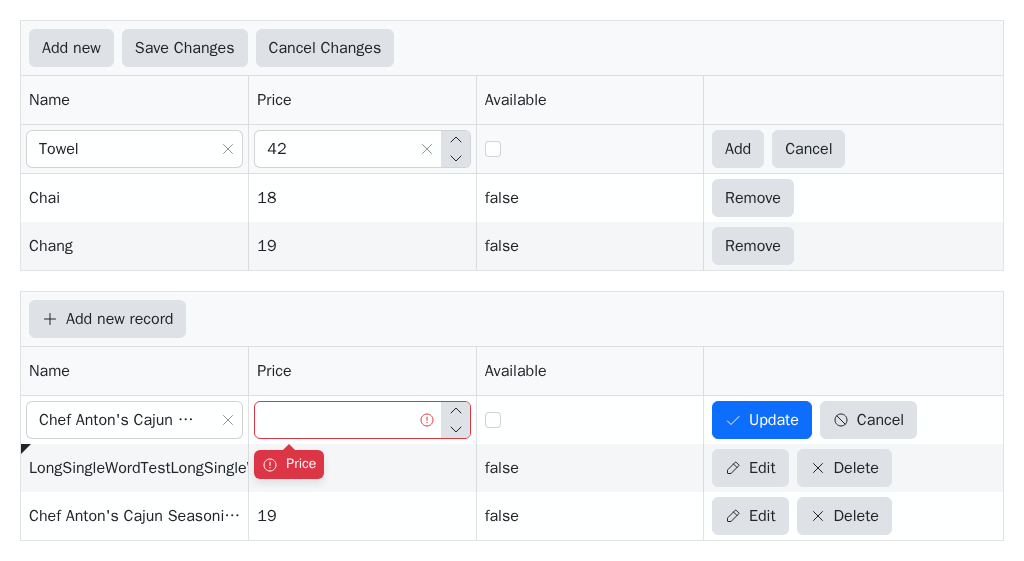 Add new Save Changes Cancel Changes
Name Price Available
Towel 42 Add Cancel
Chai 18 false Remove
Chang 19 false Remove
Add new record
Name Price Available
Chef Anton's Cajun ··· Update Cancel
LongSingleWordTestLongSingle Price false Edit Delete
Chef Anton's Cajun Seasoni··· 19 false Edit Delete